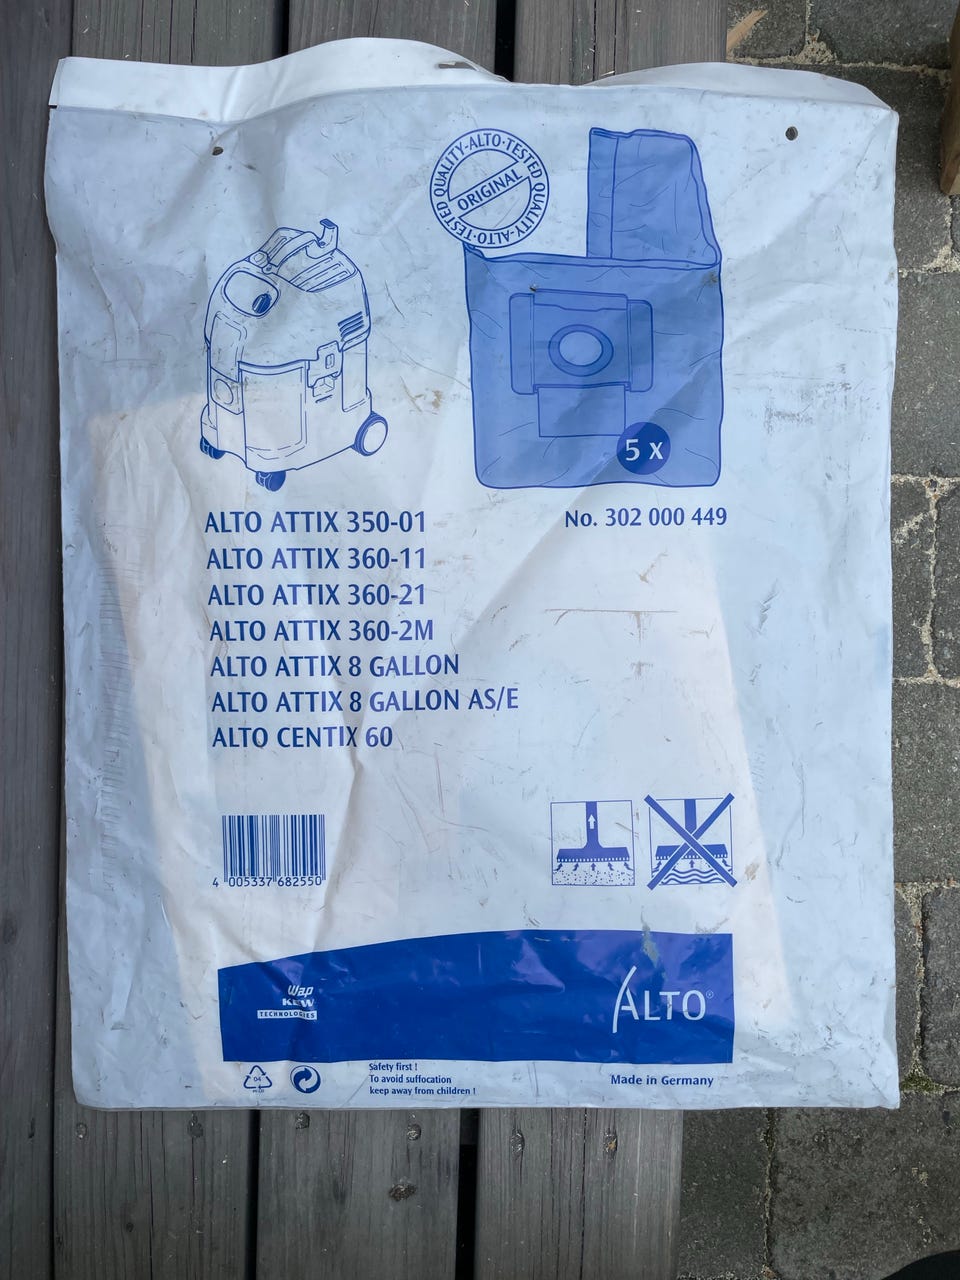 QUALITY-ALTO-TESTED QUALITY-ALTO-TESTED
ORIGINAL
5 x
ALTO ATTIX 350-01
No. 302 000 449
ALTO ATTIX 360-11
ALTO ATTIX 360-21
ALTO ATTIX 360-2M
ALTO ATTIX 8 GALLON
ALTO ATTIX 8 GALLON AS/E
ALTO CENTIX 60
4 005337 682550
Wap
KEW
TECHNOLOGIES
ALTO®
04
Safety first !
To avoid suffocation
keep away from children !
Made in Germany